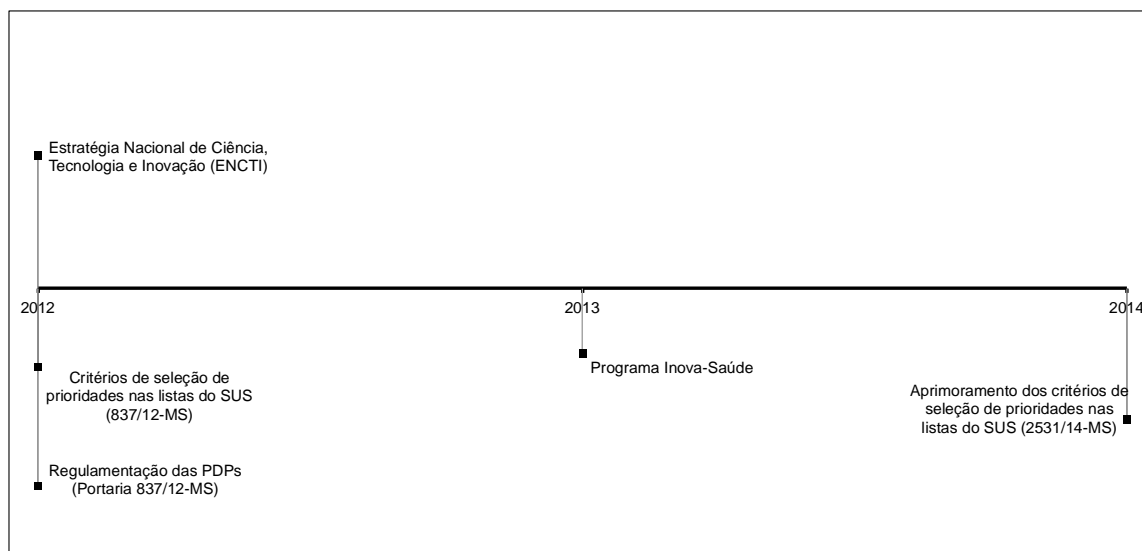 Estratégia Nacional de Ciência,
Tecnologia e Inovação (ENCTI)
2012
2013
2014
Critérios de seleção de
prioridades nas listas do SUS
(837/12-MS)
Programa Inova-Saúde
Aprimoramento dos critérios de
seleção de prioridades nas
listas do SUS (2531/14-MS)
Regulamentação das PDPs
(Portaria 837/12-MS)